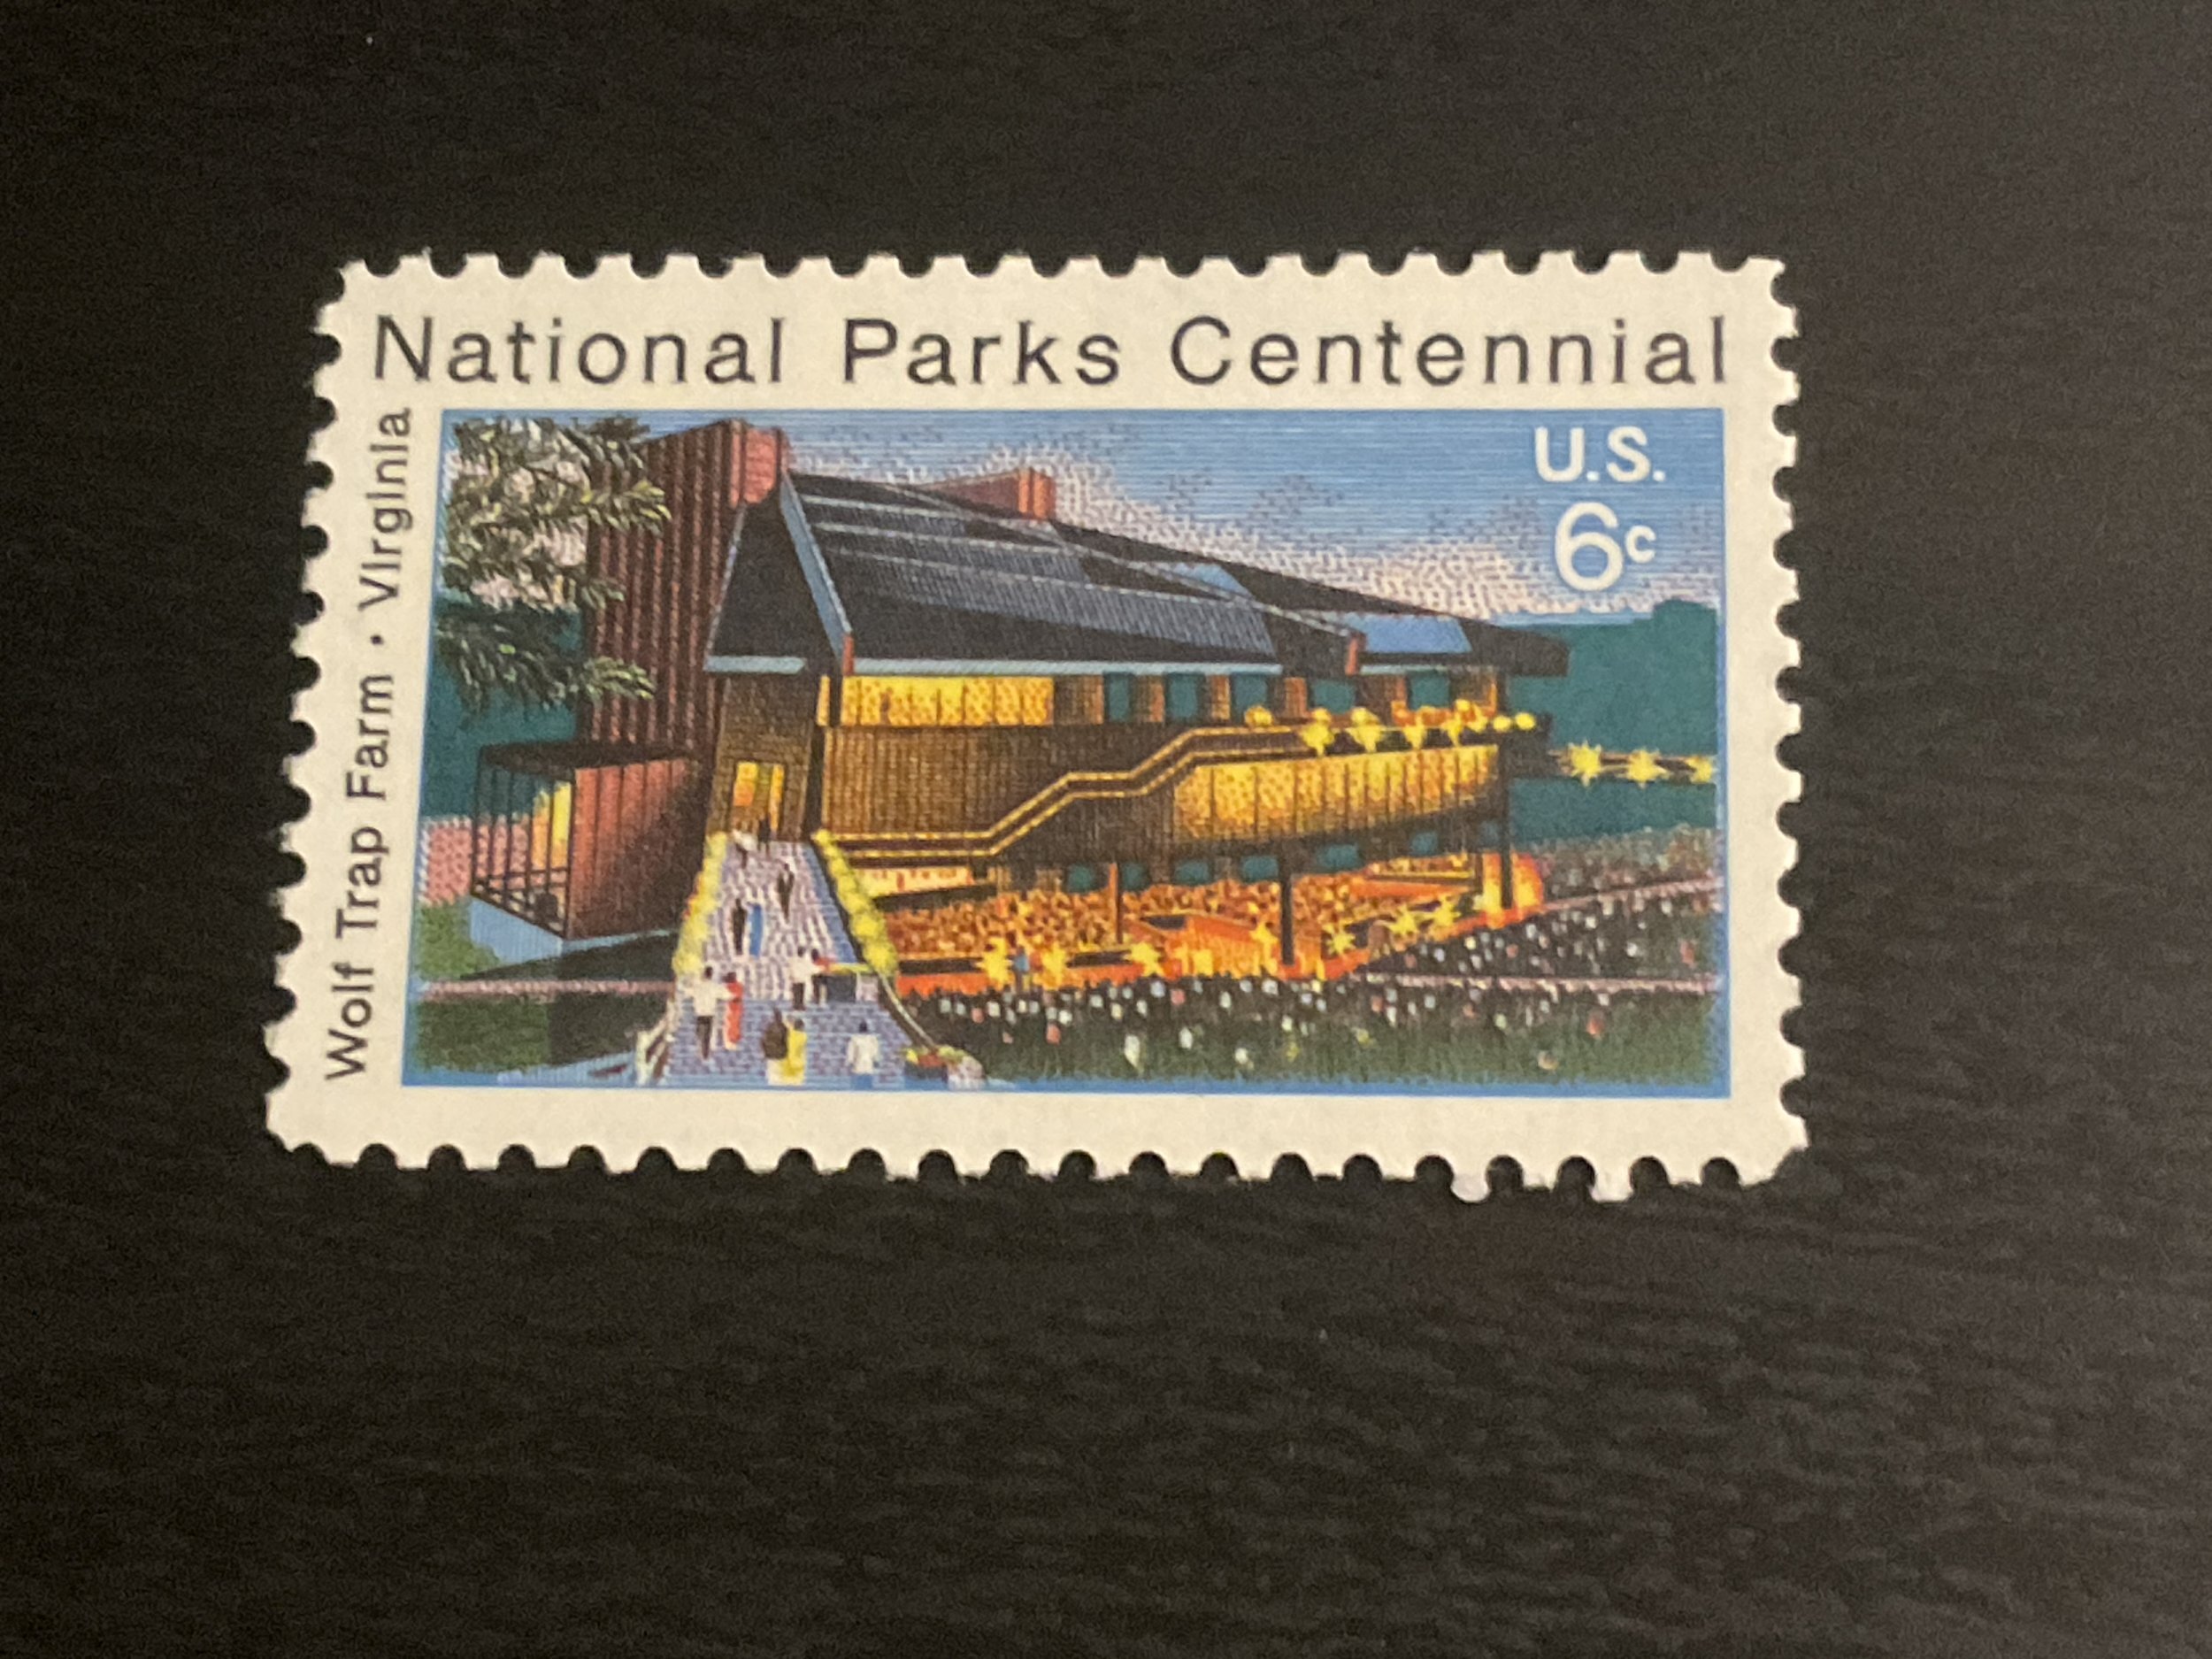 National Parks Centennial
Wolf Trap Farm · Virginia
U.S.
6c